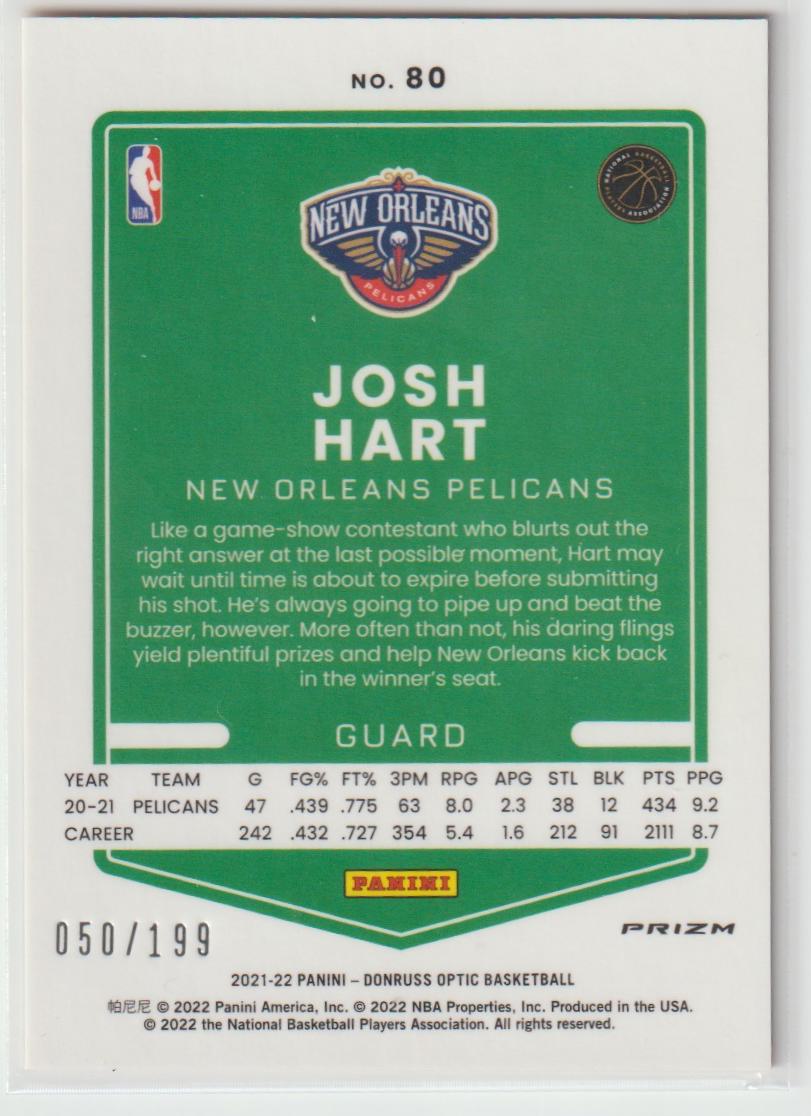 NO. 80
NBA
NATIONAL BASKETBALL
PLAYERS ASSOCIATION
NEW ORLEANS
PELICANS
JOSH
HART
NEW ORLEANS PELICANS
Like a game-show contestant who blurts out the
right answer at the last possible moment, Hart may
wait until time is about to expire before submitting
his shot. He's always going to pipe up and beat the
buzzer, however. More often than not, his daring flings
yield plentiful prizes and help New Orleans kick back
in the winner's seat.
GUARD
YEAR TEAM G FG% FT% 3PM RPG APG STL BLK PTS PPG
20-21 PELICANS 47 .439 .775 63 8.0 2.3 38 12 434 9.2
CAREER 242 .432 .727 354 5.4 1.6 212 91 2111 8.7
PANINI
050/199
PRIZM
2021-22 PANINI – DONRUSS OPTIC BASKETBALL
帕尼尼 © 2022 Panini America, Inc. © 2022 NBA Properties, Inc. Produced in the USA.
© 2022 the National Basketball Players Association. All rights reserved.